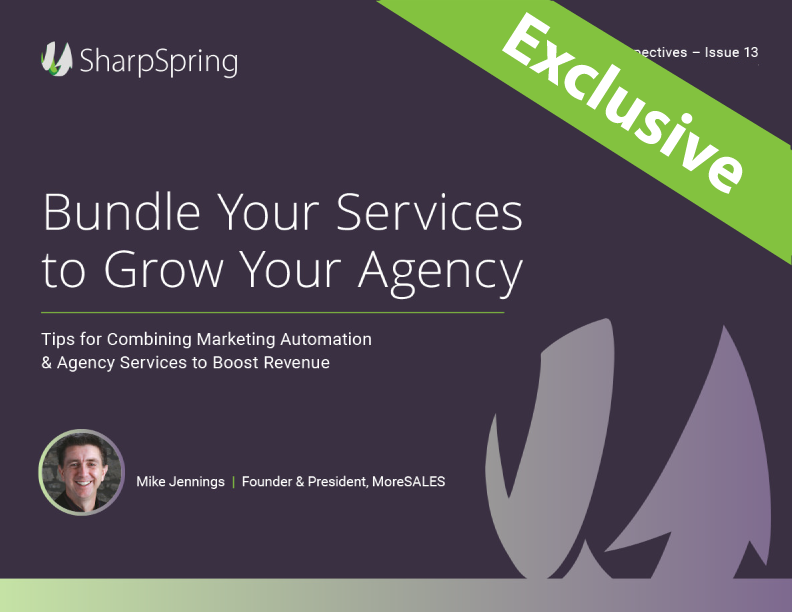 SharpSpring
– Issue 13
Exclusive
Bundle Your Services
to Grow Your Agency
Tips for Combining Marketing Automation
& Agency Services to Boost Revenue
Mike Jennings | Founder & President, MoreSALES